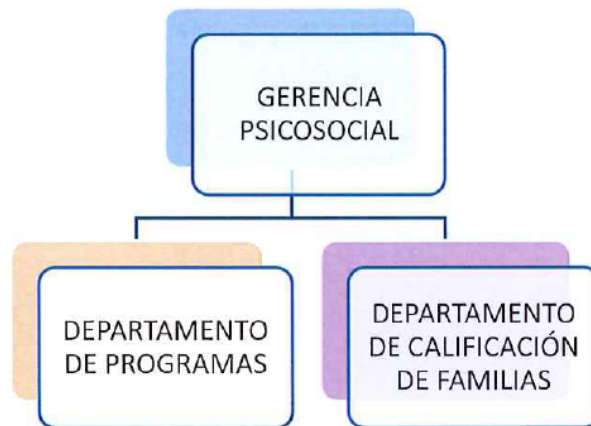 GERENCIA
PSICOSOCIAL
DEPARTAMENTO
DE PROGRAMAS
DEPARTAMENTO
DE CALIFICACIÓN
DE FAMILIAS